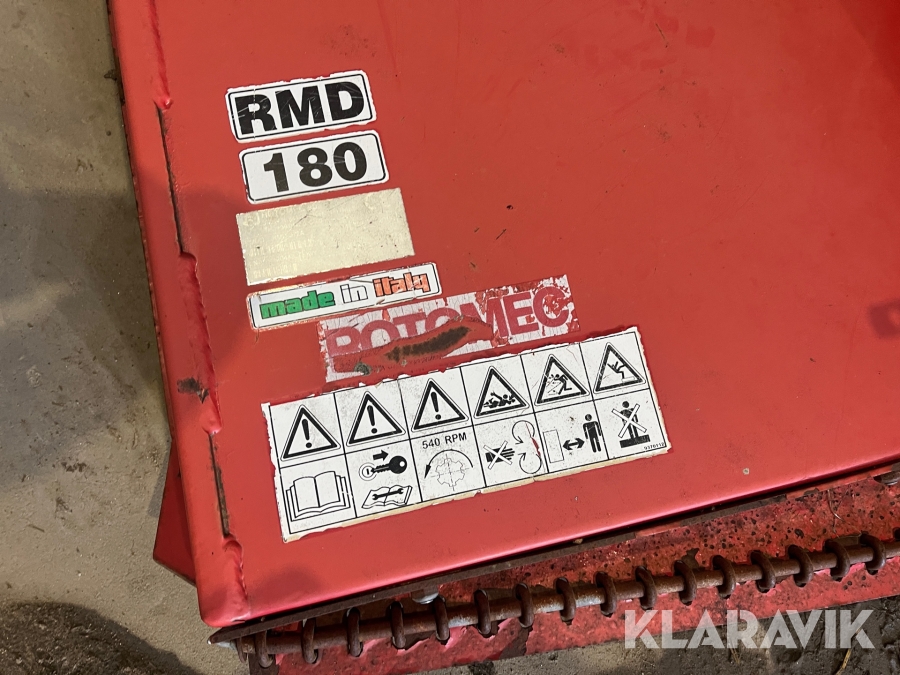 RMD
180
made in italy
ROTOMEC
540 RPM
KLARAVIK